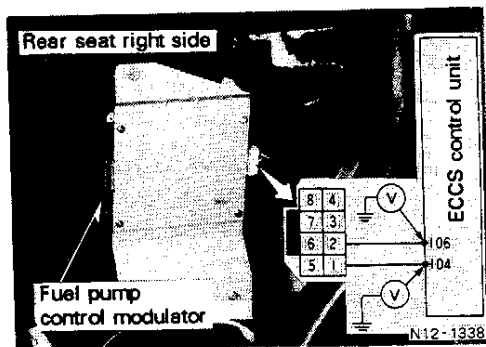 Rear seat right side
ECCS control unit
8 4
7 3
6 2
5 1
V
106
104
V
Fuel pump
control modulator
N12-1338